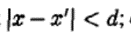 |x − x′| < d;